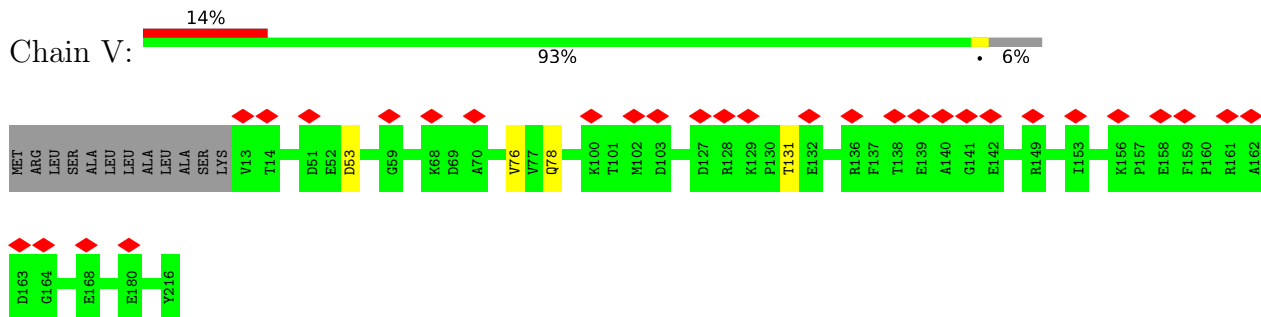 14%
Chain V:
93% • 6%
MET ARG LEU SER ALA LEU LEU ALA LEU ALA SER LYS V13 T14 D51 E52 D53 G59 K68 D69 A70 V76 V77 Q78 K100 T101 M102 D103 D127 R128 K129 P130 T131 E132 R136 F137 T138 E139 A140 G141 E142 R149 I153 K156 P157 E158 F159 P160 R161 A162
D163 G164 E168 E180 Y216